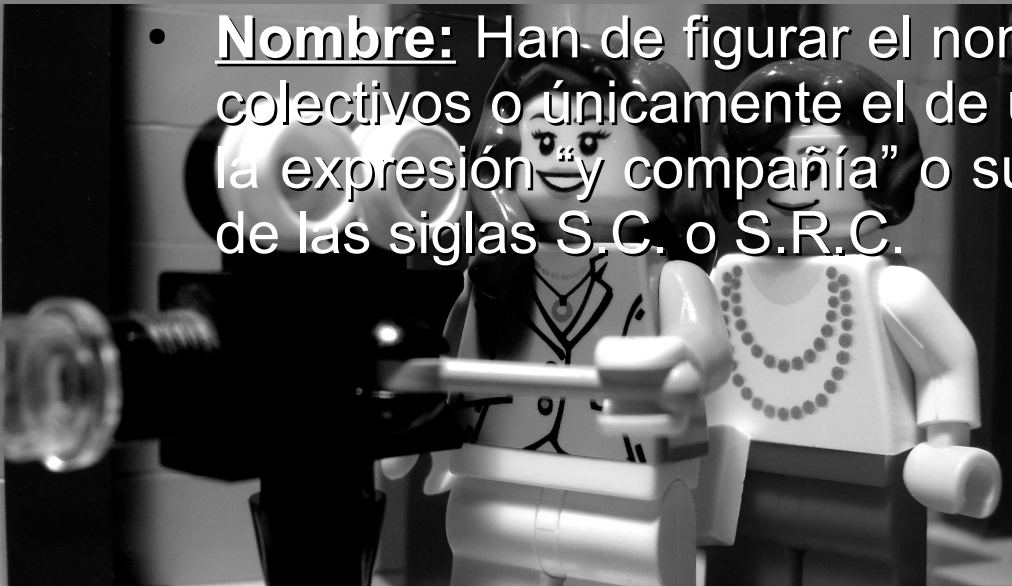 • Nombre: Han de figurar el
colectivos o únicamente el de
la expresión “y compañía” o
de las siglas S.C. o S.R.C.